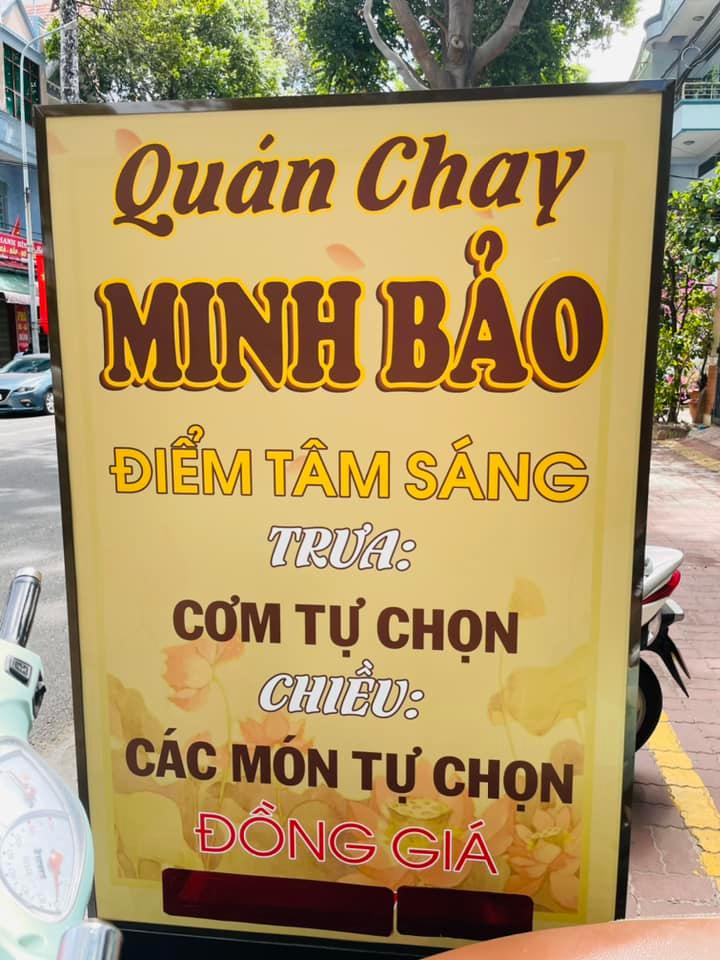 Quán Chay
MINH BẢO
ĐIỂM TÂM SÁNG
TRƯA:
CƠM TỰ CHỌN
CHIỀU:
CÁC MÓN TỰ CHỌN
ĐỒNG GIÁ